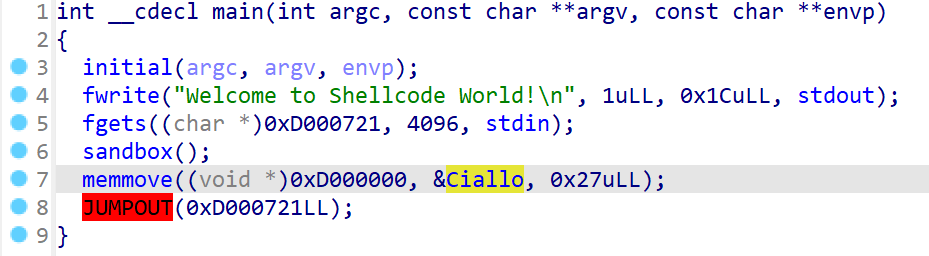 1 int __cdecl main(int argc, const char **argv, const char **envp)
2 {
3 initial(argc, argv, envp);
4 fwrite("Welcome to Shellcode World!\n", 1uLL, 0x1CuLL, stdout);
5 fgets((char *)0xD000721, 4096, stdin);
6 sandbox();
7 memmove((void *)0xD000000, &Ciallo, 0x27uLL);
8 JUMPOUT(0xD000721LL);
9 }